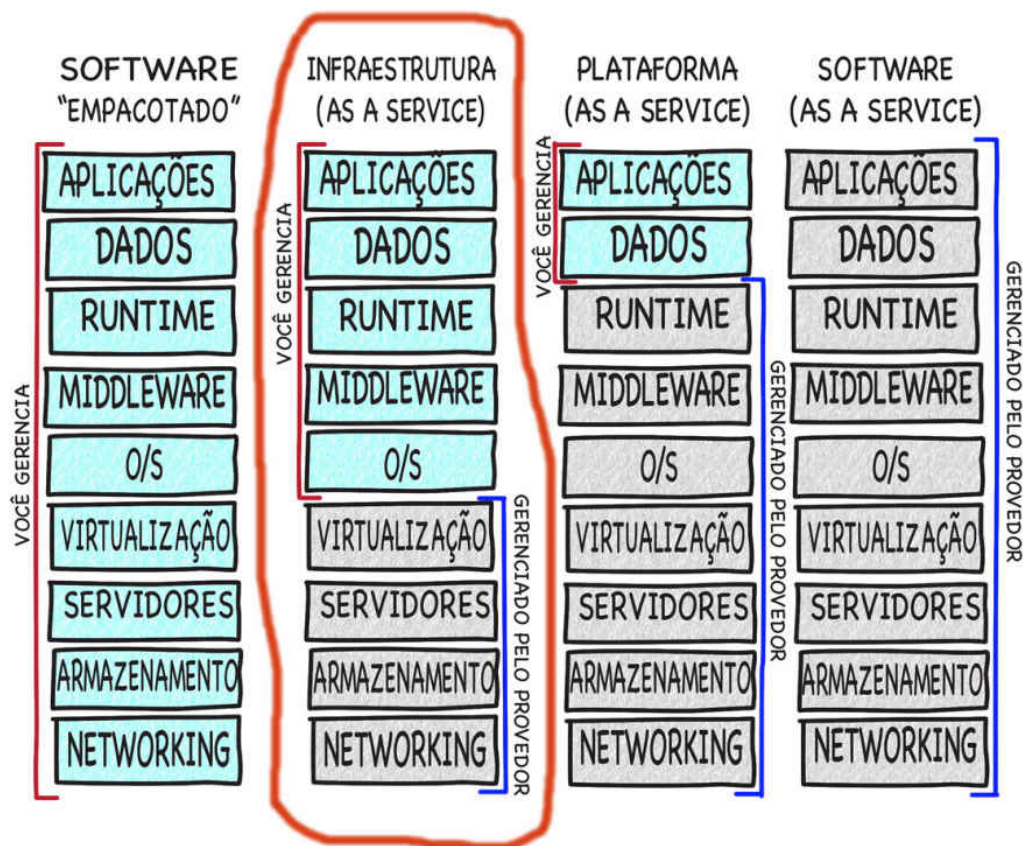 SOFTWARE
"EMPACOTADO"
VOCÊ GERENCIA
APLICAÇÕES
DADOS
RUNTIME
MIDDLEWARE
O/S
VIRTUALIZAÇÃO
SERVIDORES
ARMAZENAMENTO
NETWORKING
INFRAESTRUTURA
(AS A SERVICE)
VOCÊ GERENCIA
APLICAÇÕES
DADOS
RUNTIME
MIDDLEWARE
O/S
VIRTUALIZAÇÃO
SERVIDORES
ARMAZENAMENTO
NETWORKING
GERENCIADO PELO PROVEDOR
PLATAFORMA
(AS A SERVICE)
VOCÊ GERENCIA
APLICAÇÕES
DADOS
RUNTIME
MIDDLEWARE
O/S
VIRTUALIZAÇÃO
SERVIDORES
ARMAZENAMENTO
NETWORKING
GERENCIADO PELO PROVEDOR
SOFTWARE
(AS A SERVICE)
APLICAÇÕES
DADOS
RUNTIME
MIDDLEWARE
O/S
VIRTUALIZAÇÃO
SERVIDORES
ARMAZENAMENTO
NETWORKING
GERENCIADO PELO PROVEDOR